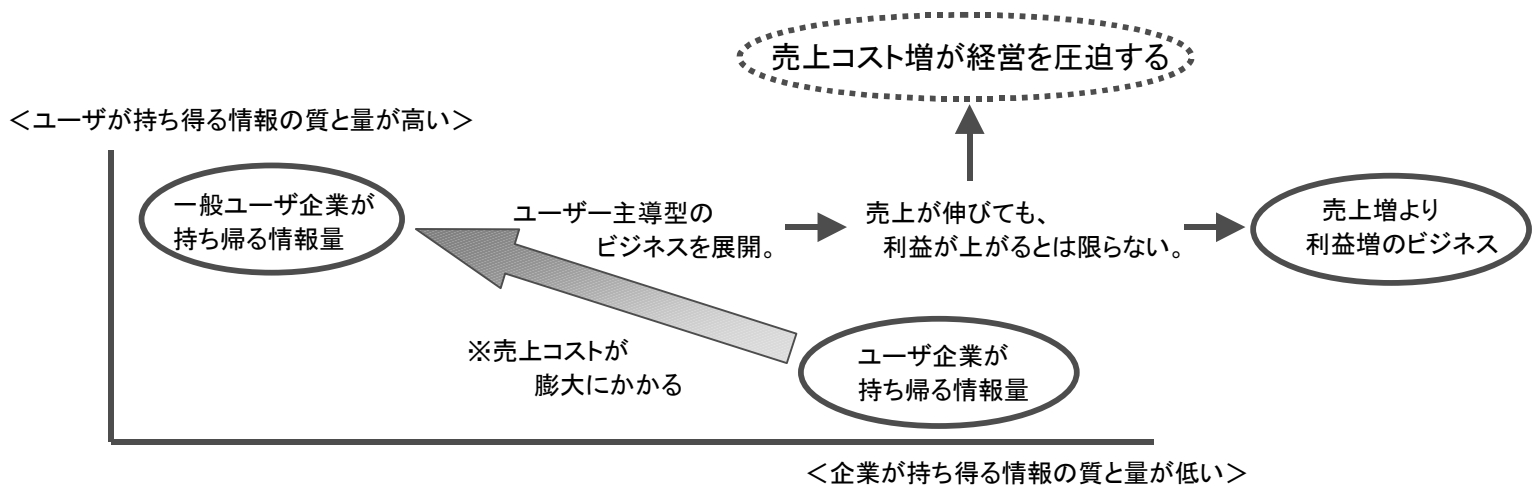 売上コスト増が経営を圧迫する
＜ユーザが持ち得る情報の質と量が高い＞
一般ユーザ企業が
持ち帰る情報量
ユーザー主導型の
ビジネスを展開。
売上が伸びても、
利益が上がるとは限らない。
売上増より
利益増のビジネス
※売上コストが
膨大にかかる
ユーザ企業が
持ち帰る情報量
＜企業が持ち得る情報の質と量が低い＞